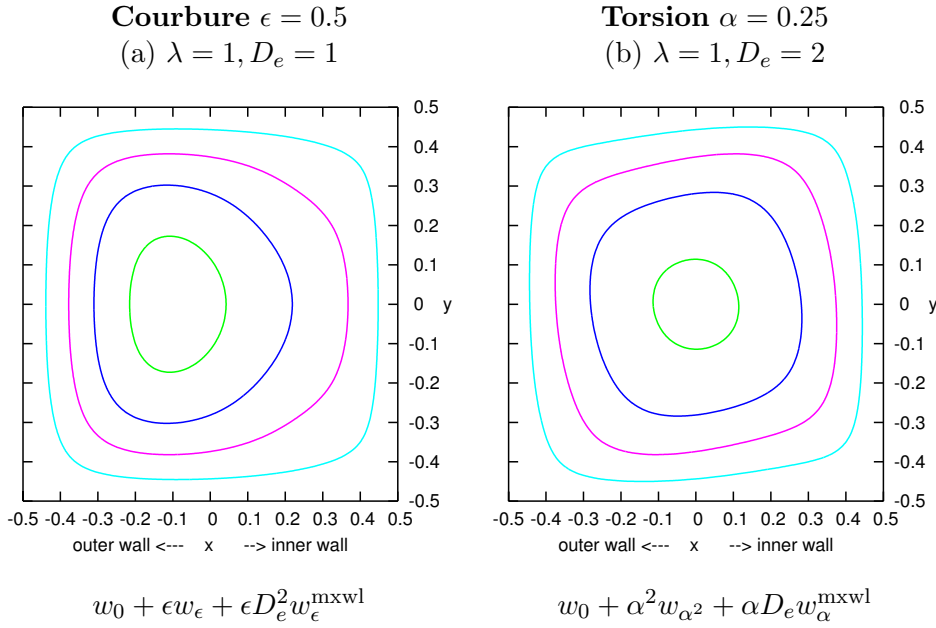 Courbure ϵ = 0.5
(a) λ = 1, D_e = 1
0.5
0.4
0.3
0.2
0.1
0 y
-0.1
-0.2
-0.3
-0.4
-0.5
-0.5 -0.4 -0.3 -0.2 -0.1 0 0.1 0.2 0.3 0.4 0.5
outer wall <--- x --> inner wall
w_0 + ϵw_ϵ + ϵD_e^2 w_ϵ^mxwl
Torsion α = 0.25
(b) λ = 1, D_e = 2
0.5
0.4
0.3
0.2
0.1
0 y
-0.1
-0.2
-0.3
-0.4
-0.5
-0.5 -0.4 -0.3 -0.2 -0.1 0 0.1 0.2 0.3 0.4 0.5
outer wall <--- x --> inner wall
w_0 + α^2 w_α^2 + αD_e w_α^mxwl